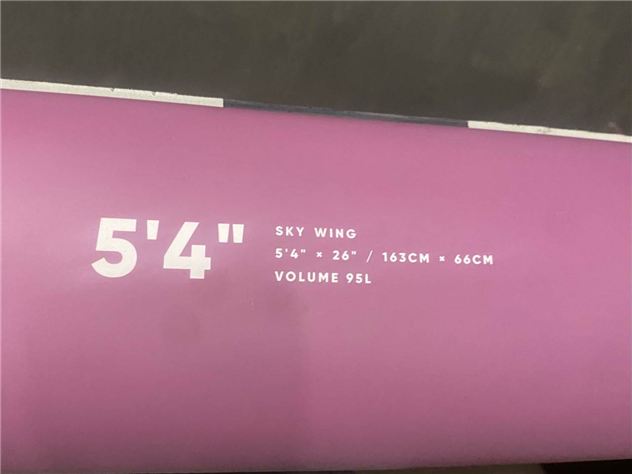 5'4"
SKY WING
5'4" × 26" / 163CM × 66CM
VOLUME 95L